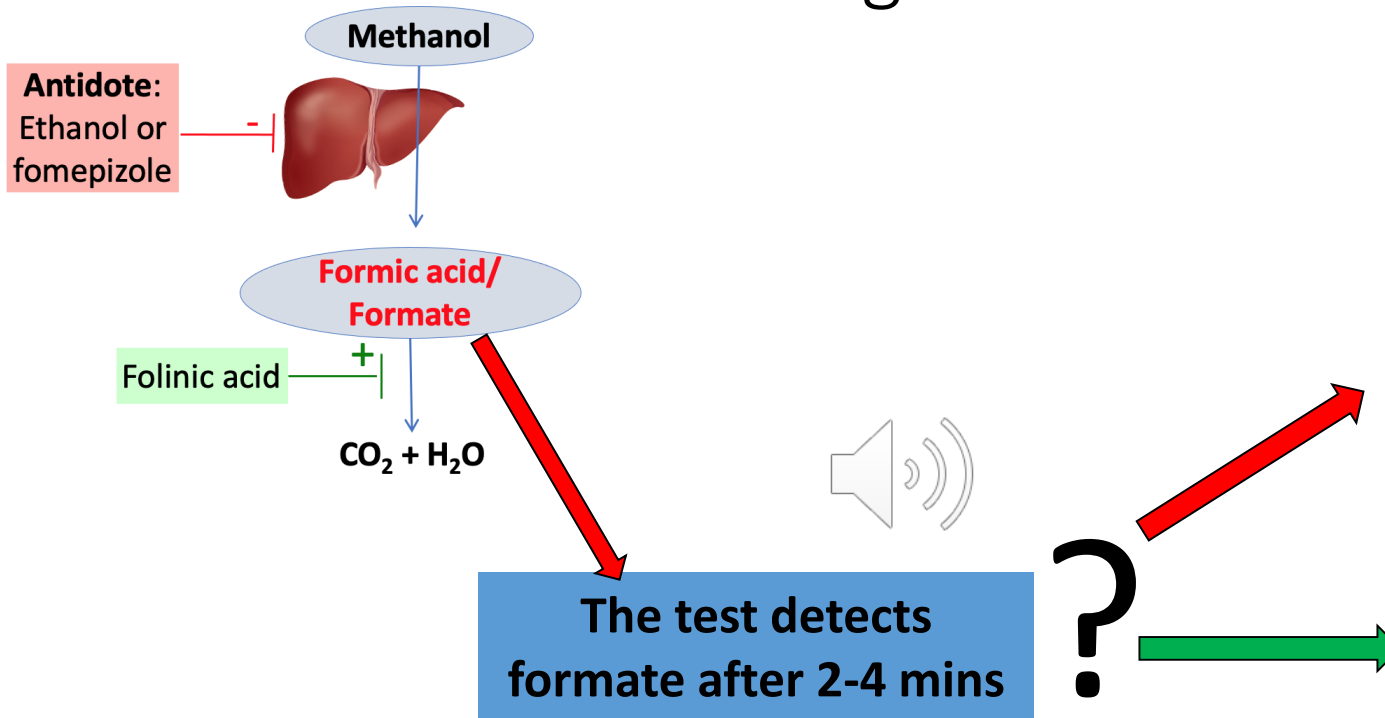 g
Methanol
Antidote:
Ethanol or
fomepizole
-
Formic acid/
Formate
+
Folinic acid
CO₂ + H₂O
The test detects
formate after 2-4 mins
?